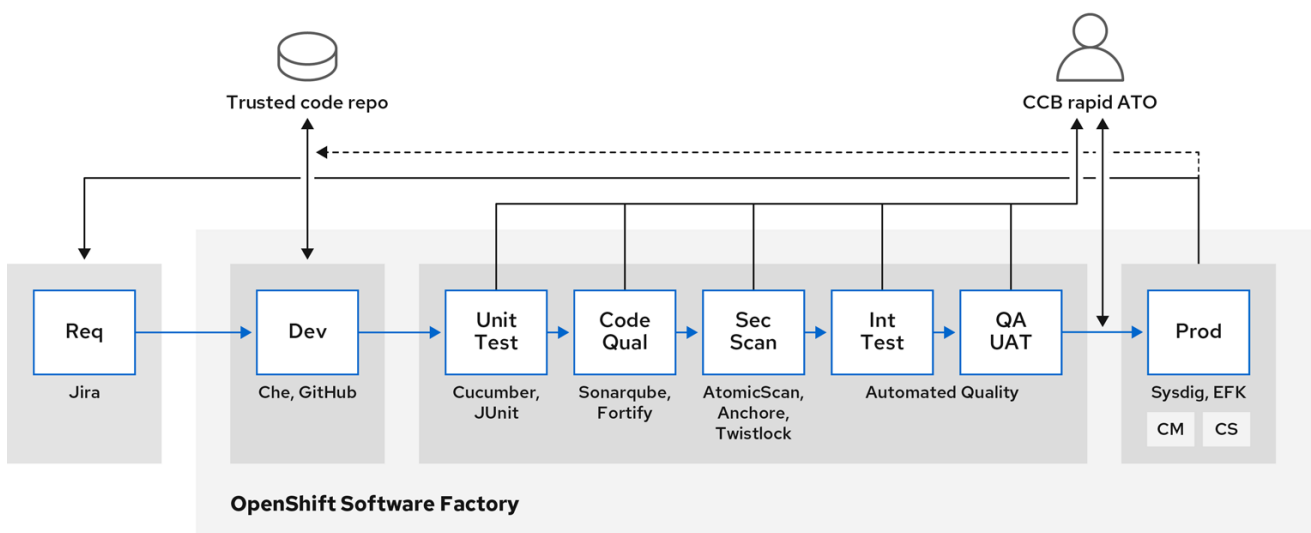 Trusted code repo
CCB rapid ATO
Req
Dev
Unit
Test
Code
Qual
Sec
Scan
Int
Test
QA
UAT
Prod
Jira
Che, GitHub
Cucumber,
JUnit
Sonarqube,
Fortify
AtomicScan,
Anchore,
Twistlock
Automated Quality
Sysdig, EFK
CM
CS
OpenShift Software Factory